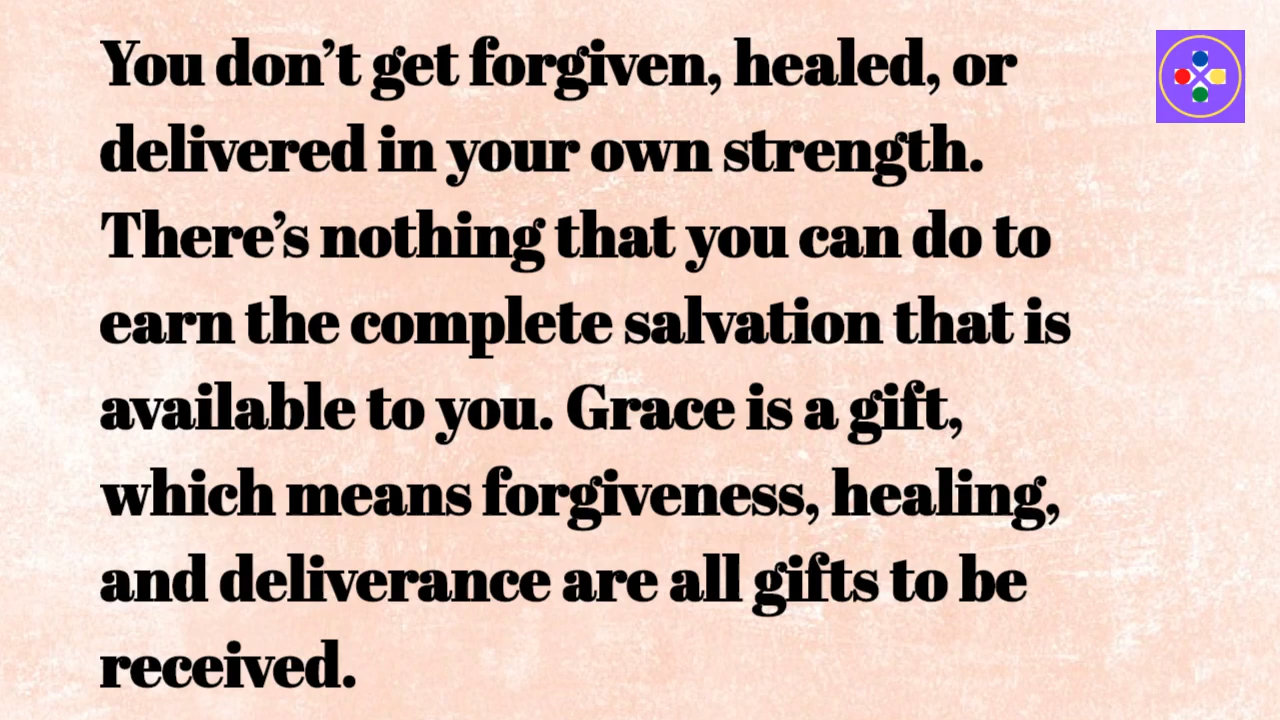 You don’t get forgiven, healed, or
delivered in your own strength.
There’s nothing that you can do to
earn the complete salvation that is
available to you. Grace is a gift,
which means forgiveness, healing,
and deliverance are all gifts to be
received.